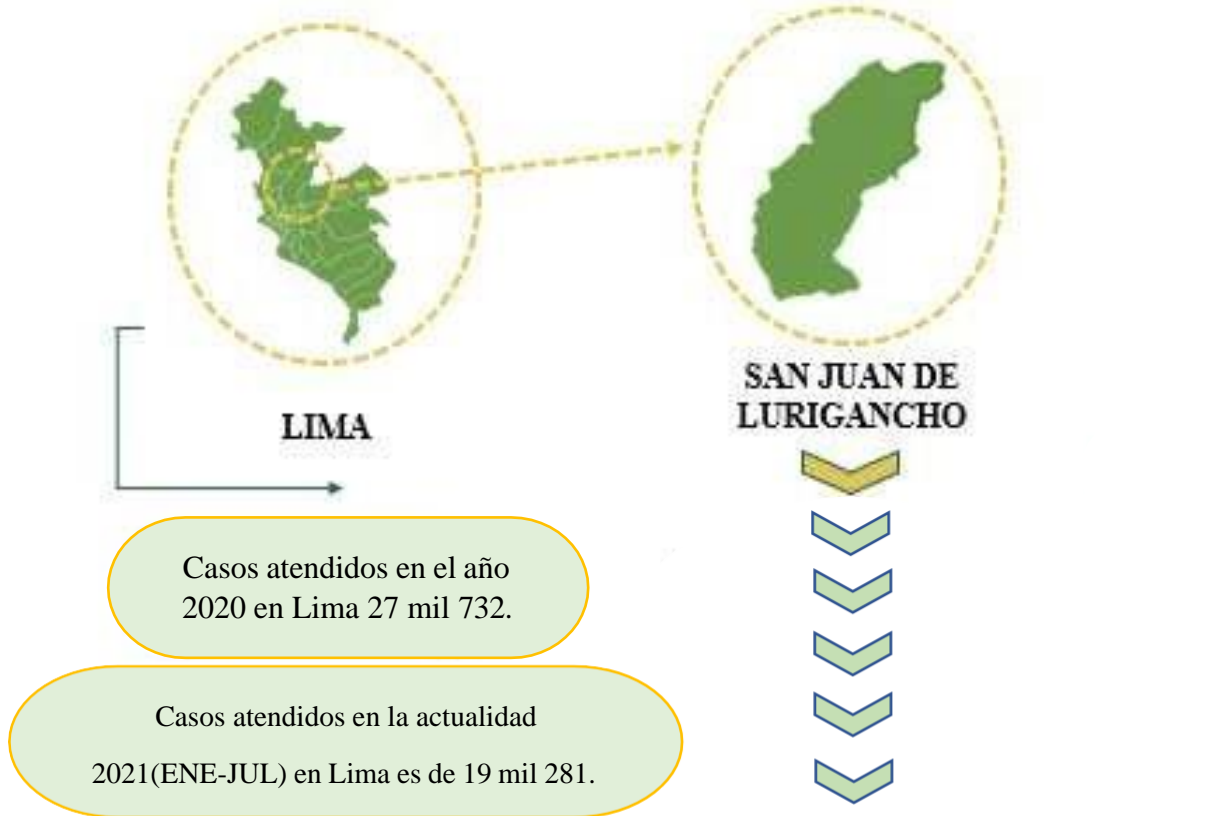 LIMA
SAN JUAN DE
LURIGANCHO
Casos atendidos en el año
2020 en Lima 27 mil 732.
Casos atendidos en la actualidad
2021(ENE-JUL) en Lima es de 19 mil 281.